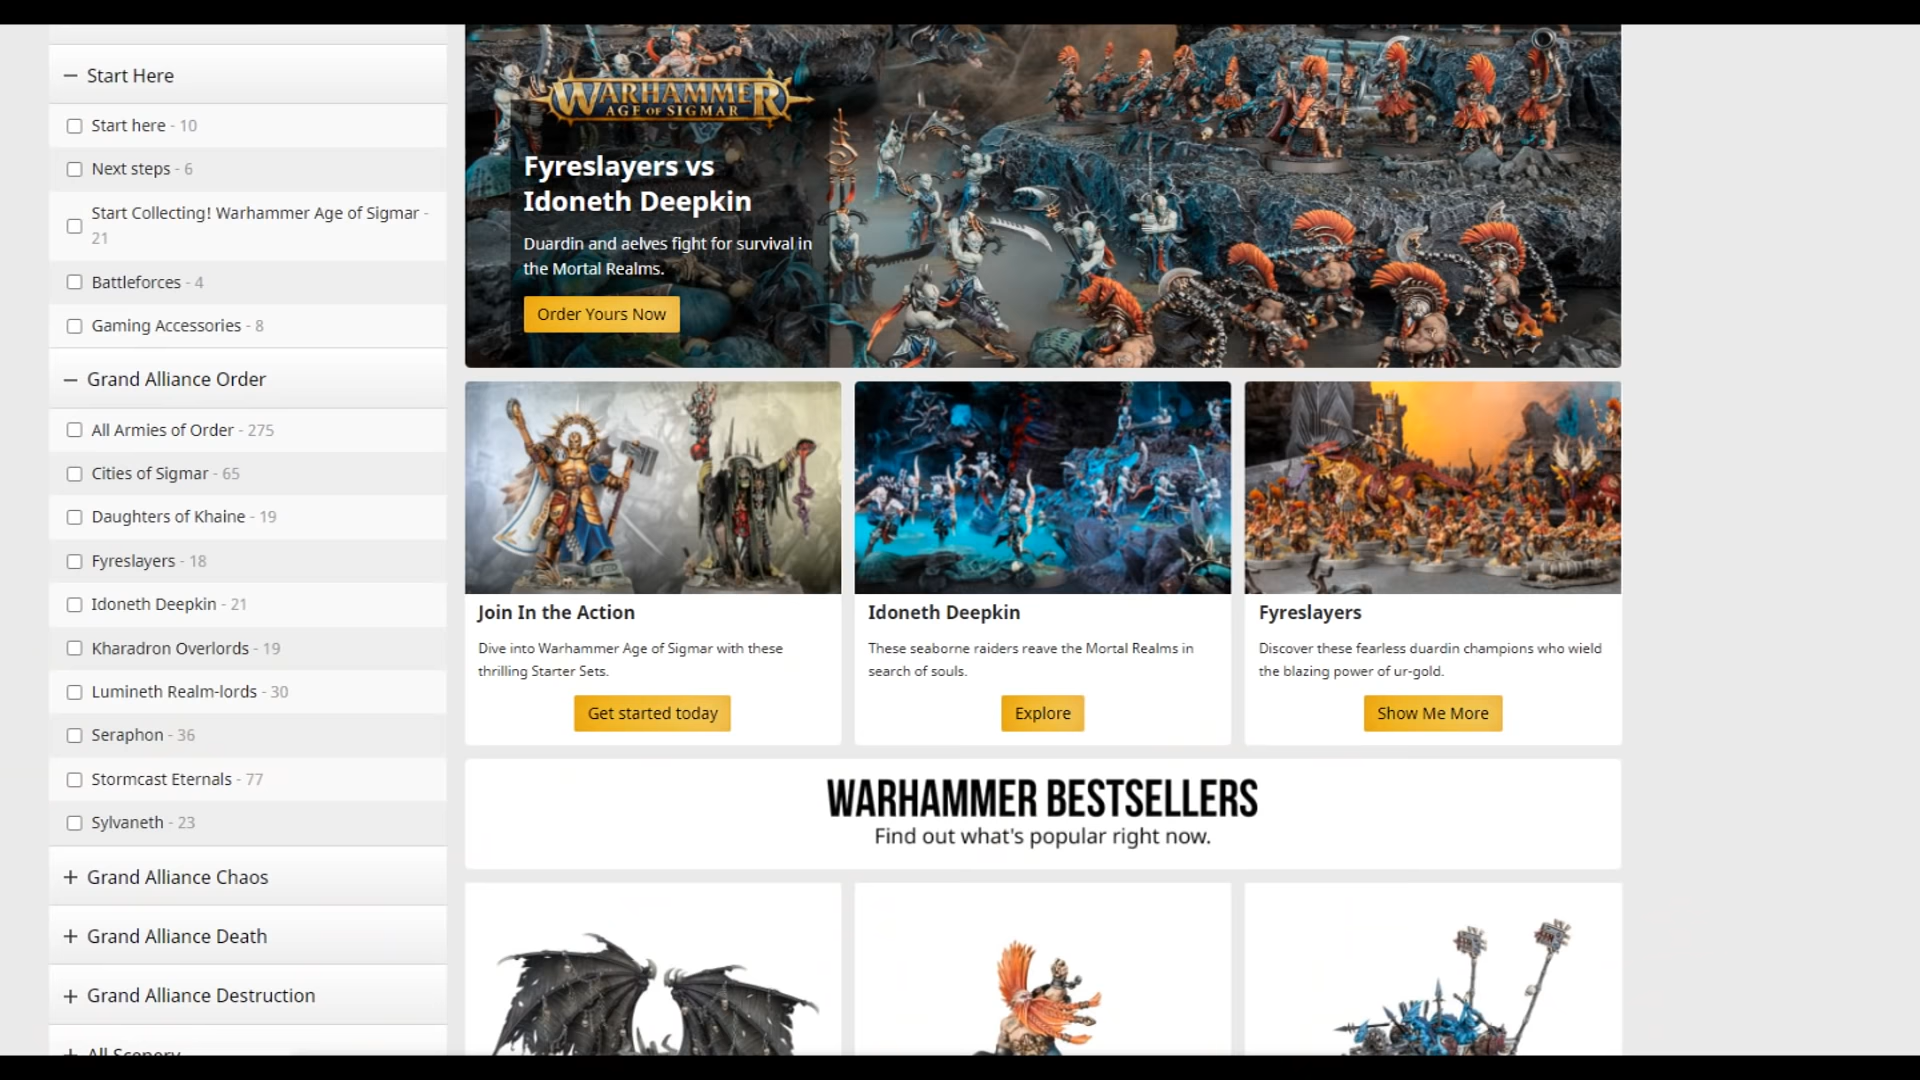 Start Here
Start here - 10
Next steps - 6
Start Collecting! Warhammer Age of Sigmar -
21
Battleforces - 4
Gaming Accessories - 8
Grand Alliance Order
All Armies of Order - 275
Cities of Sigmar - 65
Daughters of Khaine - 19
Fyreslayers - 18
Idoneth Deepkin - 21
Kharadron Overlords - 19
Lumineth Realm-lords - 30
Seraphon - 36
Stormcast Eternals - 77
Sylvaneth - 23
Grand Alliance Chaos
Grand Alliance Death
Grand Alliance Destruction
All Scenery
WARHAMMER
AGE OF SIGMAR
Fyreslayers vs
Idoneth Deepkin
Duardin and aelves fight for survival in
the Mortal Realms.
Order Yours Now
Join In the Action
Dive into Warhammer Age of Sigmar with these
thrilling Starter Sets.
Get started today
Idoneth Deepkin
These seaborne raiders reave the Mortal Realms in
search of souls.
Explore
Fyreslayers
Discover these fearless duardin champions who wield
the blazing power of ur-gold.
Show Me More
WARHAMMER BESTSELLERS
Find out what's popular right now.